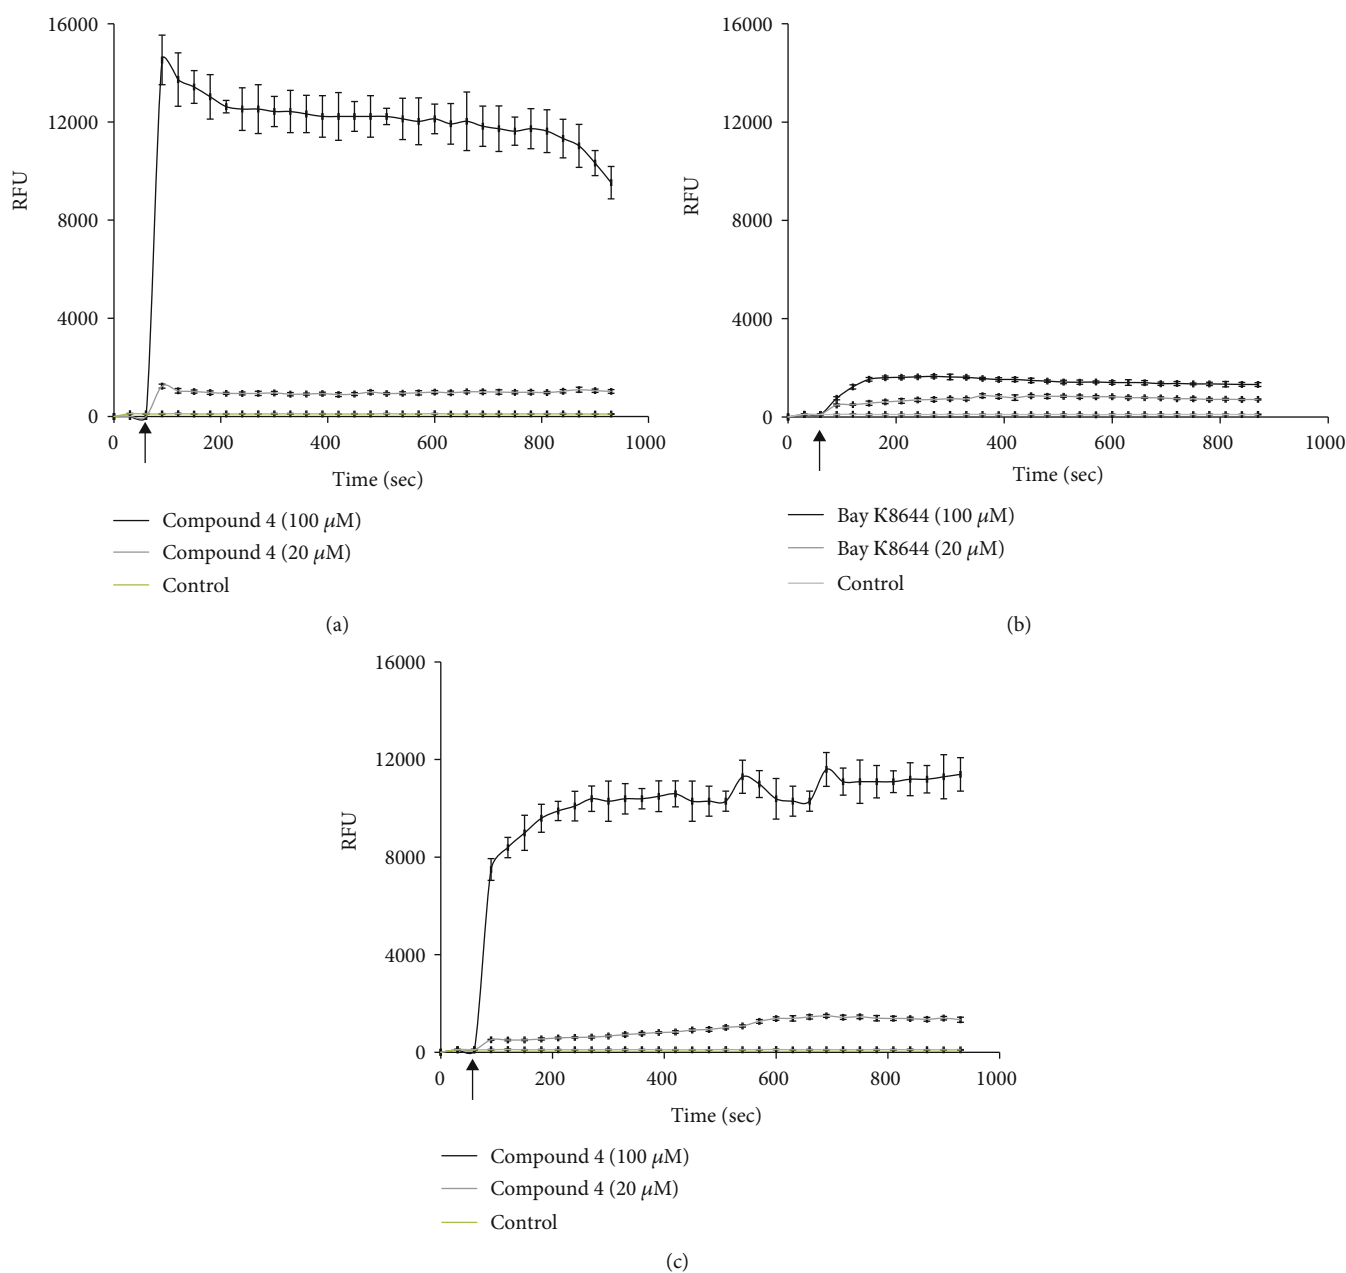 16000
12000
8000
4000
0
RFU
0 200 400 600 800 1000
Time (sec)
Compound 4 (100 μM)
Compound 4 (20 μM)
Control
(a)
16000
12000
8000
4000
0
RFU
0 200 400 600 800 1000
Time (sec)
Bay K8644 (100 μM)
Bay K8644 (20 μM)
Control
(b)
16000
12000
8000
4000
0
RFU
0 200 400 600 800 1000
Time (sec)
Compound 4 (100 μM)
Compound 4 (20 μM)
Control
(c)